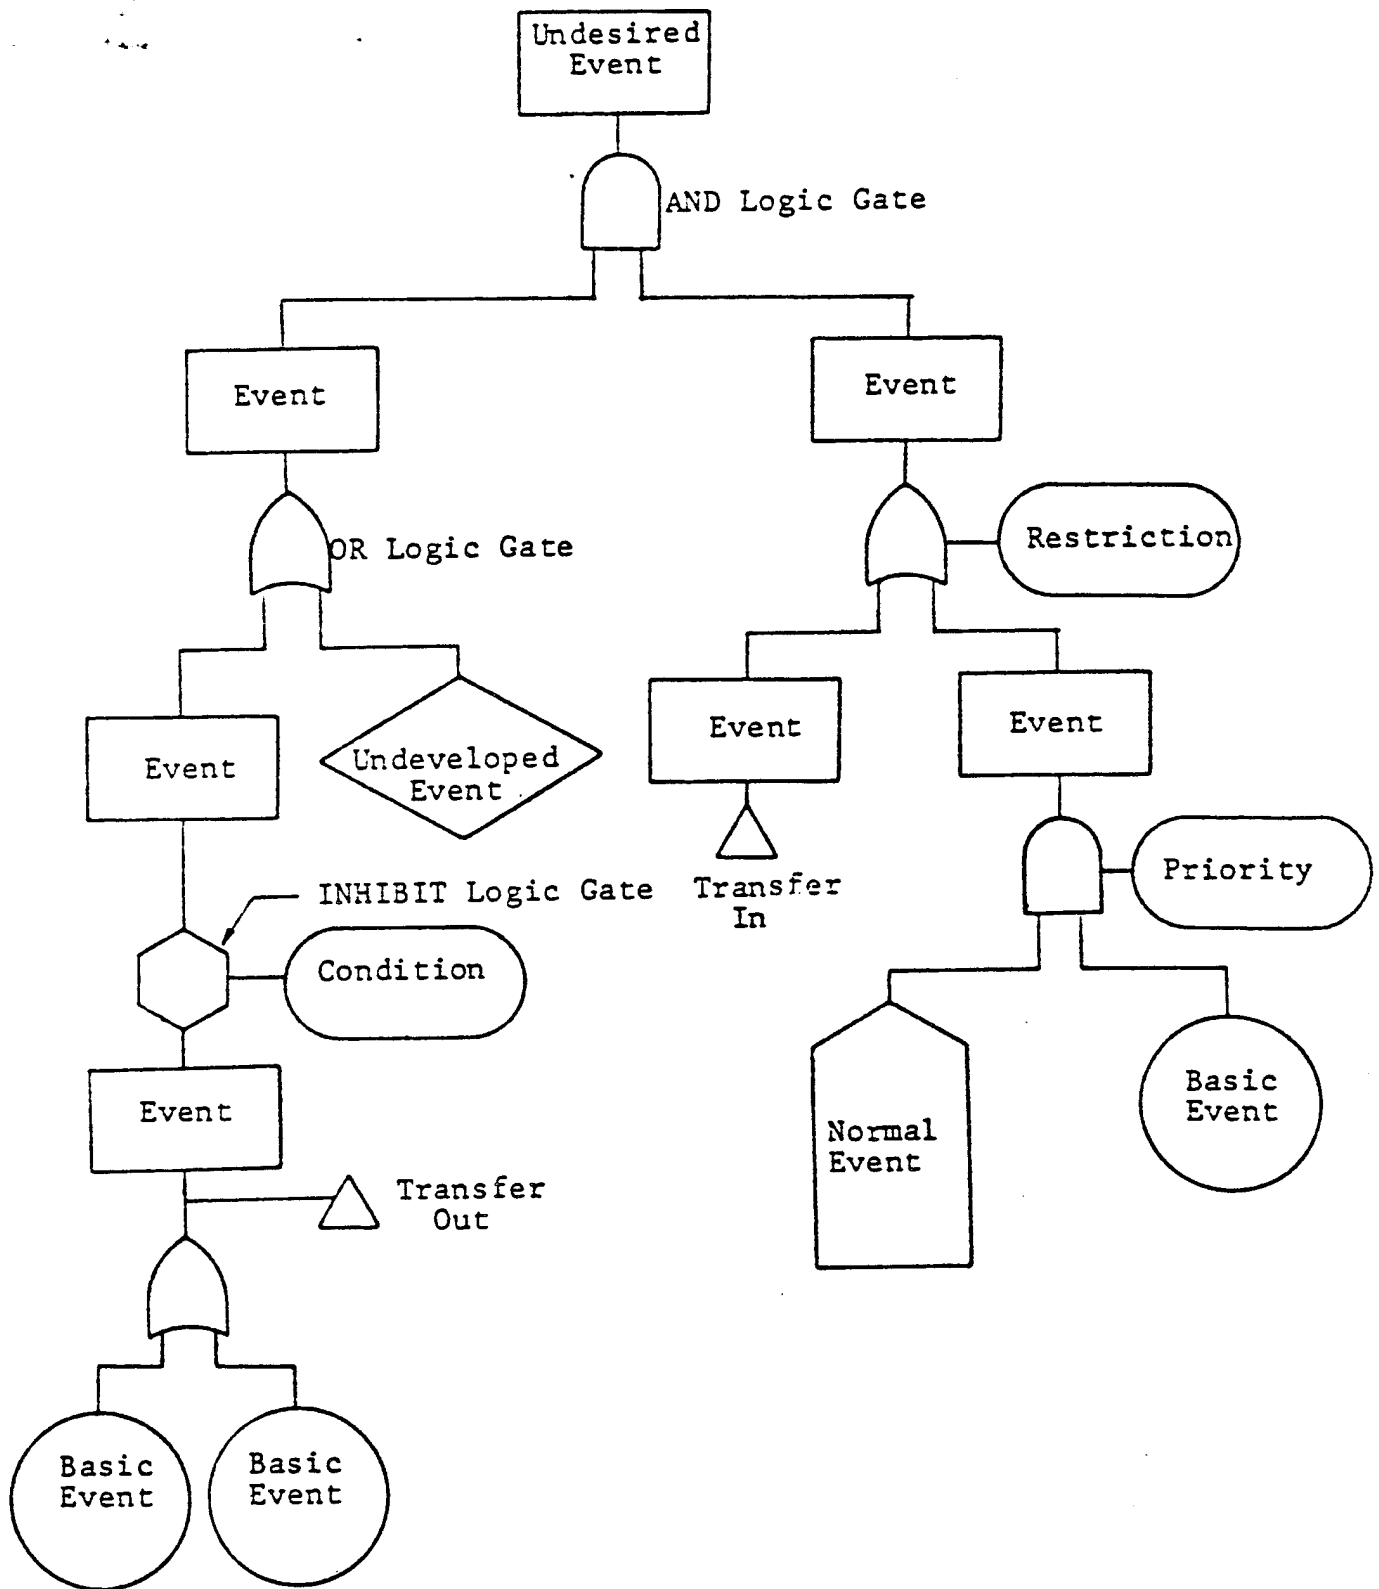 Undesired
Event
AND Logic Gate
Event
Event
OR Logic Gate
Restriction
Event
Undeveloped
Event
Event
Event
INHIBIT Logic Gate
Transfer
In
Priority
Condition
Event
Normal
Event
Basic
Event
Transfer
Out
Basic
Event
Basic
Event